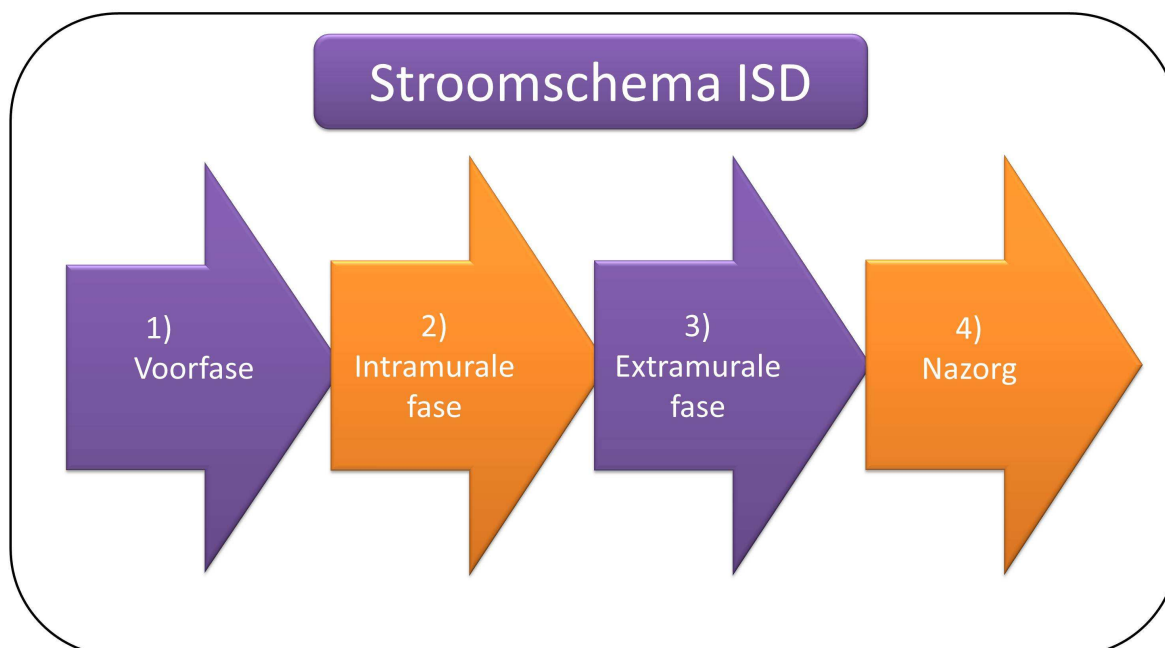 Stroomschema ISD
1)
Voorfase
2)
Intramurale
fase
3)
Extramurale
fase
4)
Nazorg